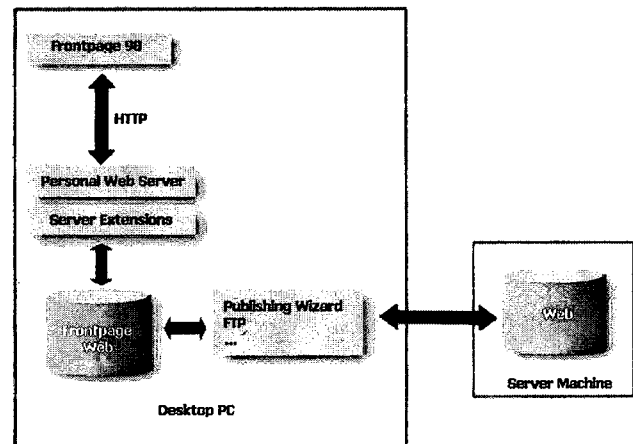 Frontpage 98
HTTP
Personal Web Server
Server Extensions
Frontpage
Web
Publishing Wizard
FTP
...
Web
Server Machine
Desktop PC